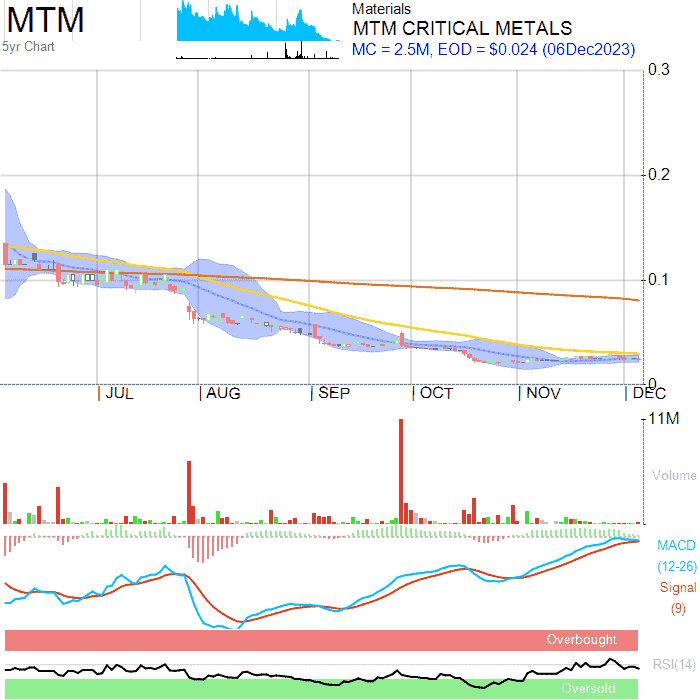 MTM
5yr Chart
Materials
MTM CRITICAL METALS
MC = 2.5M, EOD = $0.024 (06Dec2023)
0.3
0.2
0.1
0
JUL
AUG
SEP
OCT
NOV
DEC
11M
Volume
MACD
(12-26)
Signal
(9)
Overbought
RSI(14)
Oversold